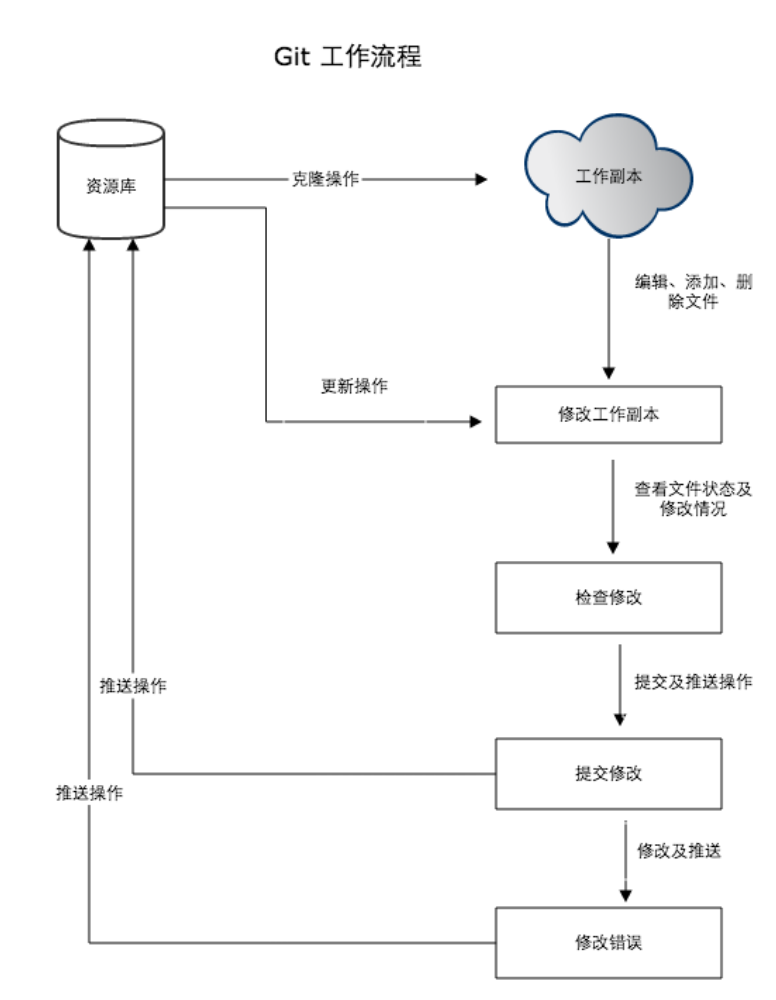 Git 工作流程
资源库
克隆操作
工作副本
编辑、添加、删
除文件
更新操作
修改工作副本
查看文件状态及
修改情况
检查修改
推送操作
提交及推送操作
提交修改
推送操作
修改及推送
修改错误